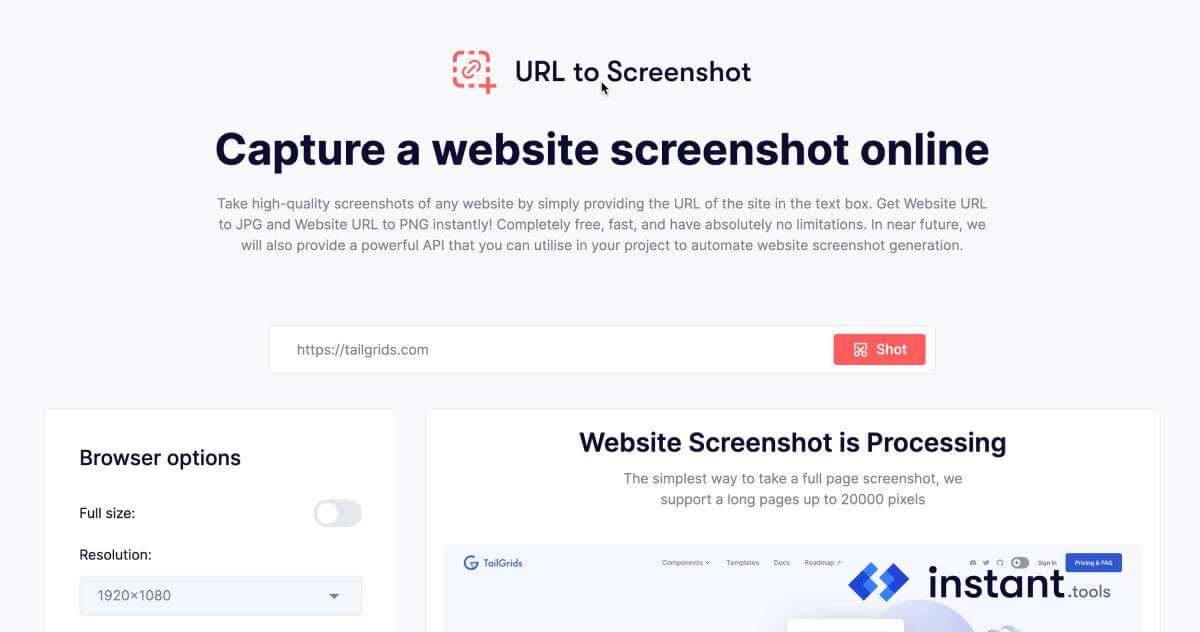 URL to Screenshot
Capture a website screenshot online
Take high-quality screenshots of any website by simply providing the URL of the site in the text box. Get Website URL
to JPG and Website URL to PNG instantly! Completely free, fast, and have absolutely no limitations. In near future, we
will also provide a powerful API that you can utilise in your project to automate website screenshot generation.
https://tailgrids.com
Shot
Browser options
Full size:
Resolution:
1920×1080
Website Screenshot is Processing
The simplest way to take a full page screenshot, we
support a long pages up to 20000 pixels
TailGrids
Components
Templates
Docs
Roadmap ↗
Sign In
Pricing & FAQ
instant.tools